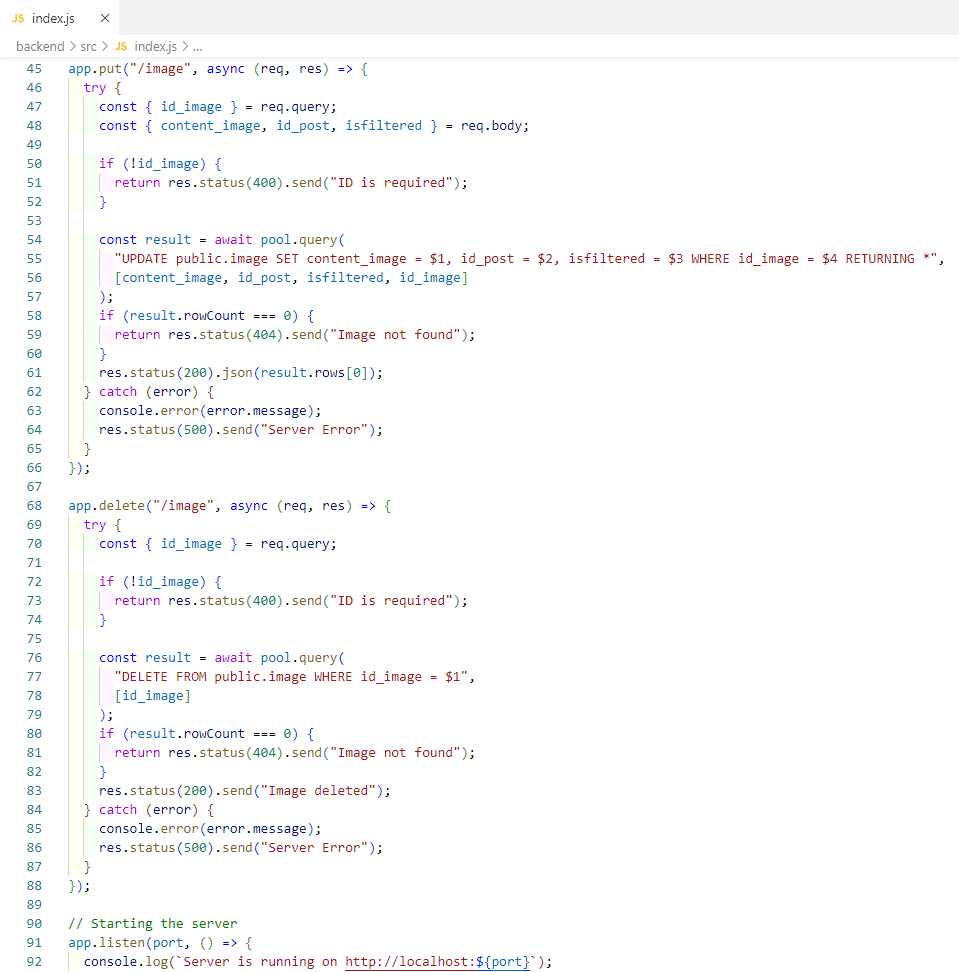 JS index.js ×
backend > src > JS index.js > ...
45 app.put("/image", async (req, res) => {
46   try {
47     const { id_image } = req.query;
48     const { content_image, id_post, isfiltered } = req.body;
49
50     if (!id_image) {
51       return res.status(400).send("ID is required");
52     }
53
54     const result = await pool.query(
55       "UPDATE public.image SET content_image = $1, id_post = $2, isfiltered = $3 WHERE id_image = $4 RETURNING *",
56       [content_image, id_post, isfiltered, id_image]
57     );
58     if (result.rowCount === 0) {
59       return res.status(404).send("Image not found");
60     }
61     res.status(200).json(result.rows[0]);
62   } catch (error) {
63     console.error(error.message);
64     res.status(500).send("Server Error");
65   }
66 });
67
68 app.delete("/image", async (req, res) => {
69   try {
70     const { id_image } = req.query;
71
72     if (!id_image) {
73       return res.status(400).send("ID is required");
74     }
75
76     const result = await pool.query(
77       "DELETE FROM public.image WHERE id_image = $1",
78       [id_image]
79     );
80     if (result.rowCount === 0) {
81       return res.status(404).send("Image not found");
82     }
83     res.status(200).send("Image deleted");
84   } catch (error) {
85     console.error(error.message);
86     res.status(500).send("Server Error");
87   }
88 });
89
90 // Starting the server
91 app.listen(port, () => {
92   console.log(`Server is running on http://localhost:${port}`);